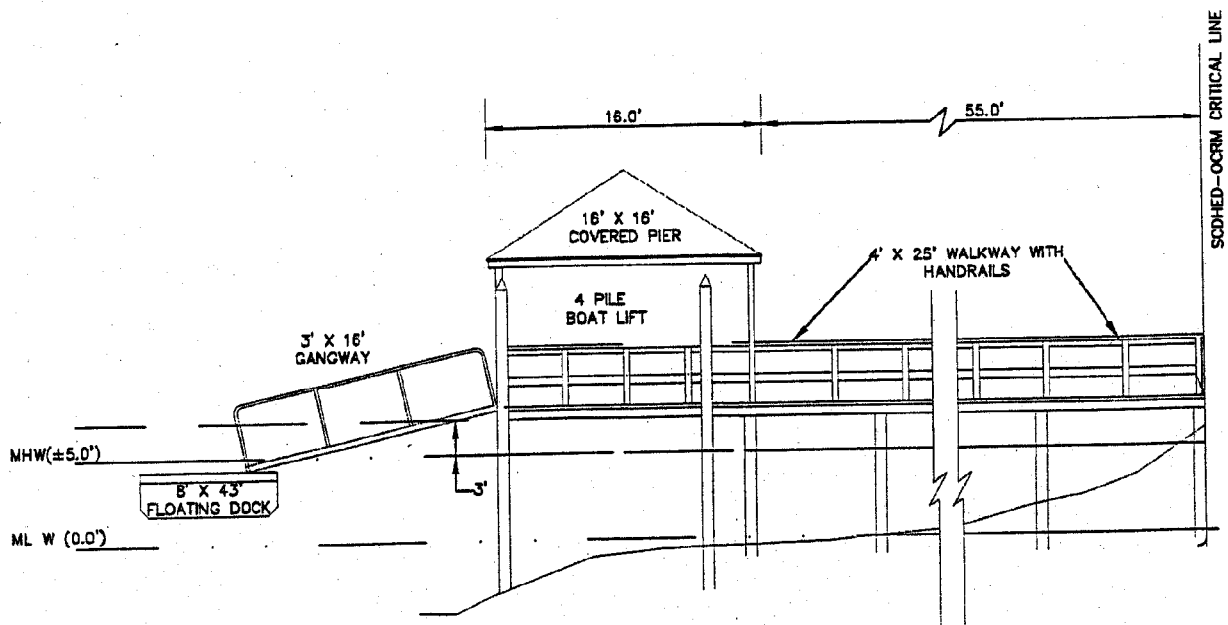 SCDHED-OCRM CRITICAL LINE
16.0'
55.0'
16' X 16'
COVERED PIER
4' X 25' WALKWAY WITH
HANDRAILS
4 PILE
BOAT LIFT
3' X 16'
GANGWAY
MHW(±5.0')
3'
8' X 43'
FLOATING DOCK
ML W (0.0')